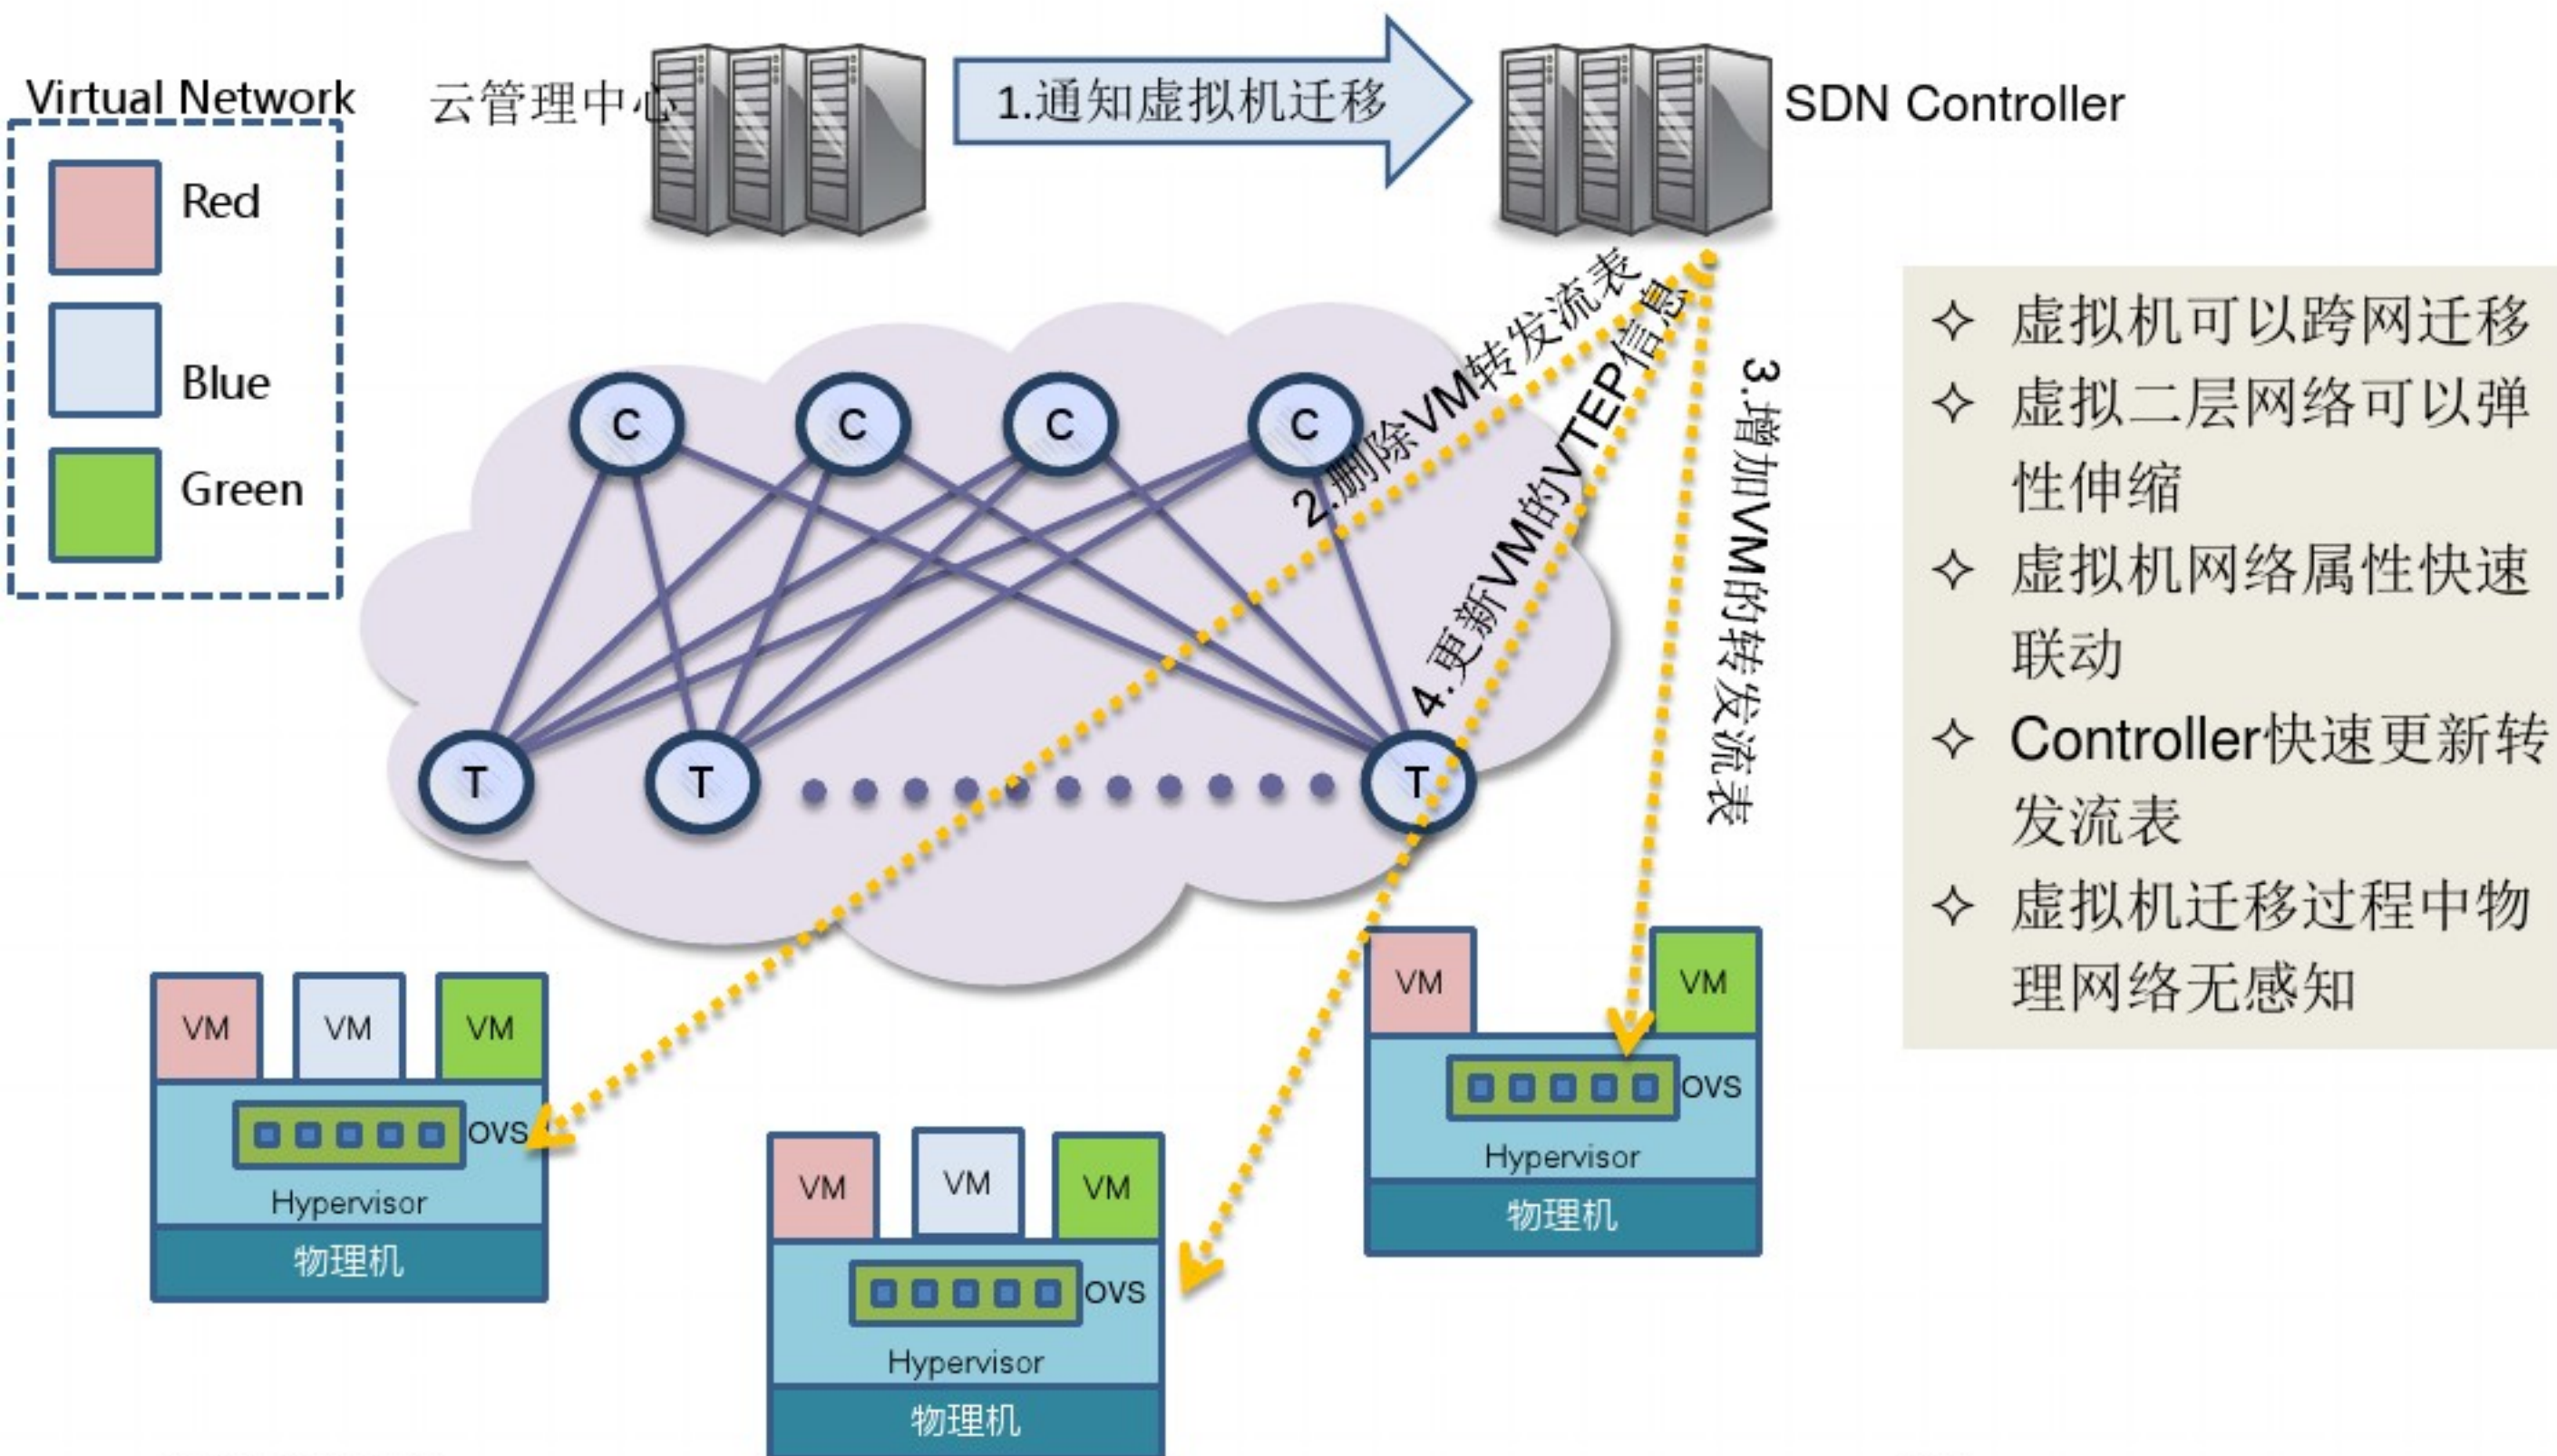 Virtual Network
Red
Blue
Green
云管理中心
1.通知虚拟机迁移
SDN Controller
2.删除VM转发流表
4.更新VM的VTEP信息
3.增加VM的转发流表
C
C
C
C
T
T
T
VM
VM
VM
OVS
Hypervisor
物理机
VM
VM
VM
OVS
Hypervisor
物理机
VM
VM
OVS
Hypervisor
物理机
✧ 虚拟机可以跨网迁移
✧ 虚拟二层网络可以弹
性伸缩
✧ 虚拟机网络属性快速
联动
✧ Controller快速更新转
发流表
✧ 虚拟机迁移过程中物
理网络无感知